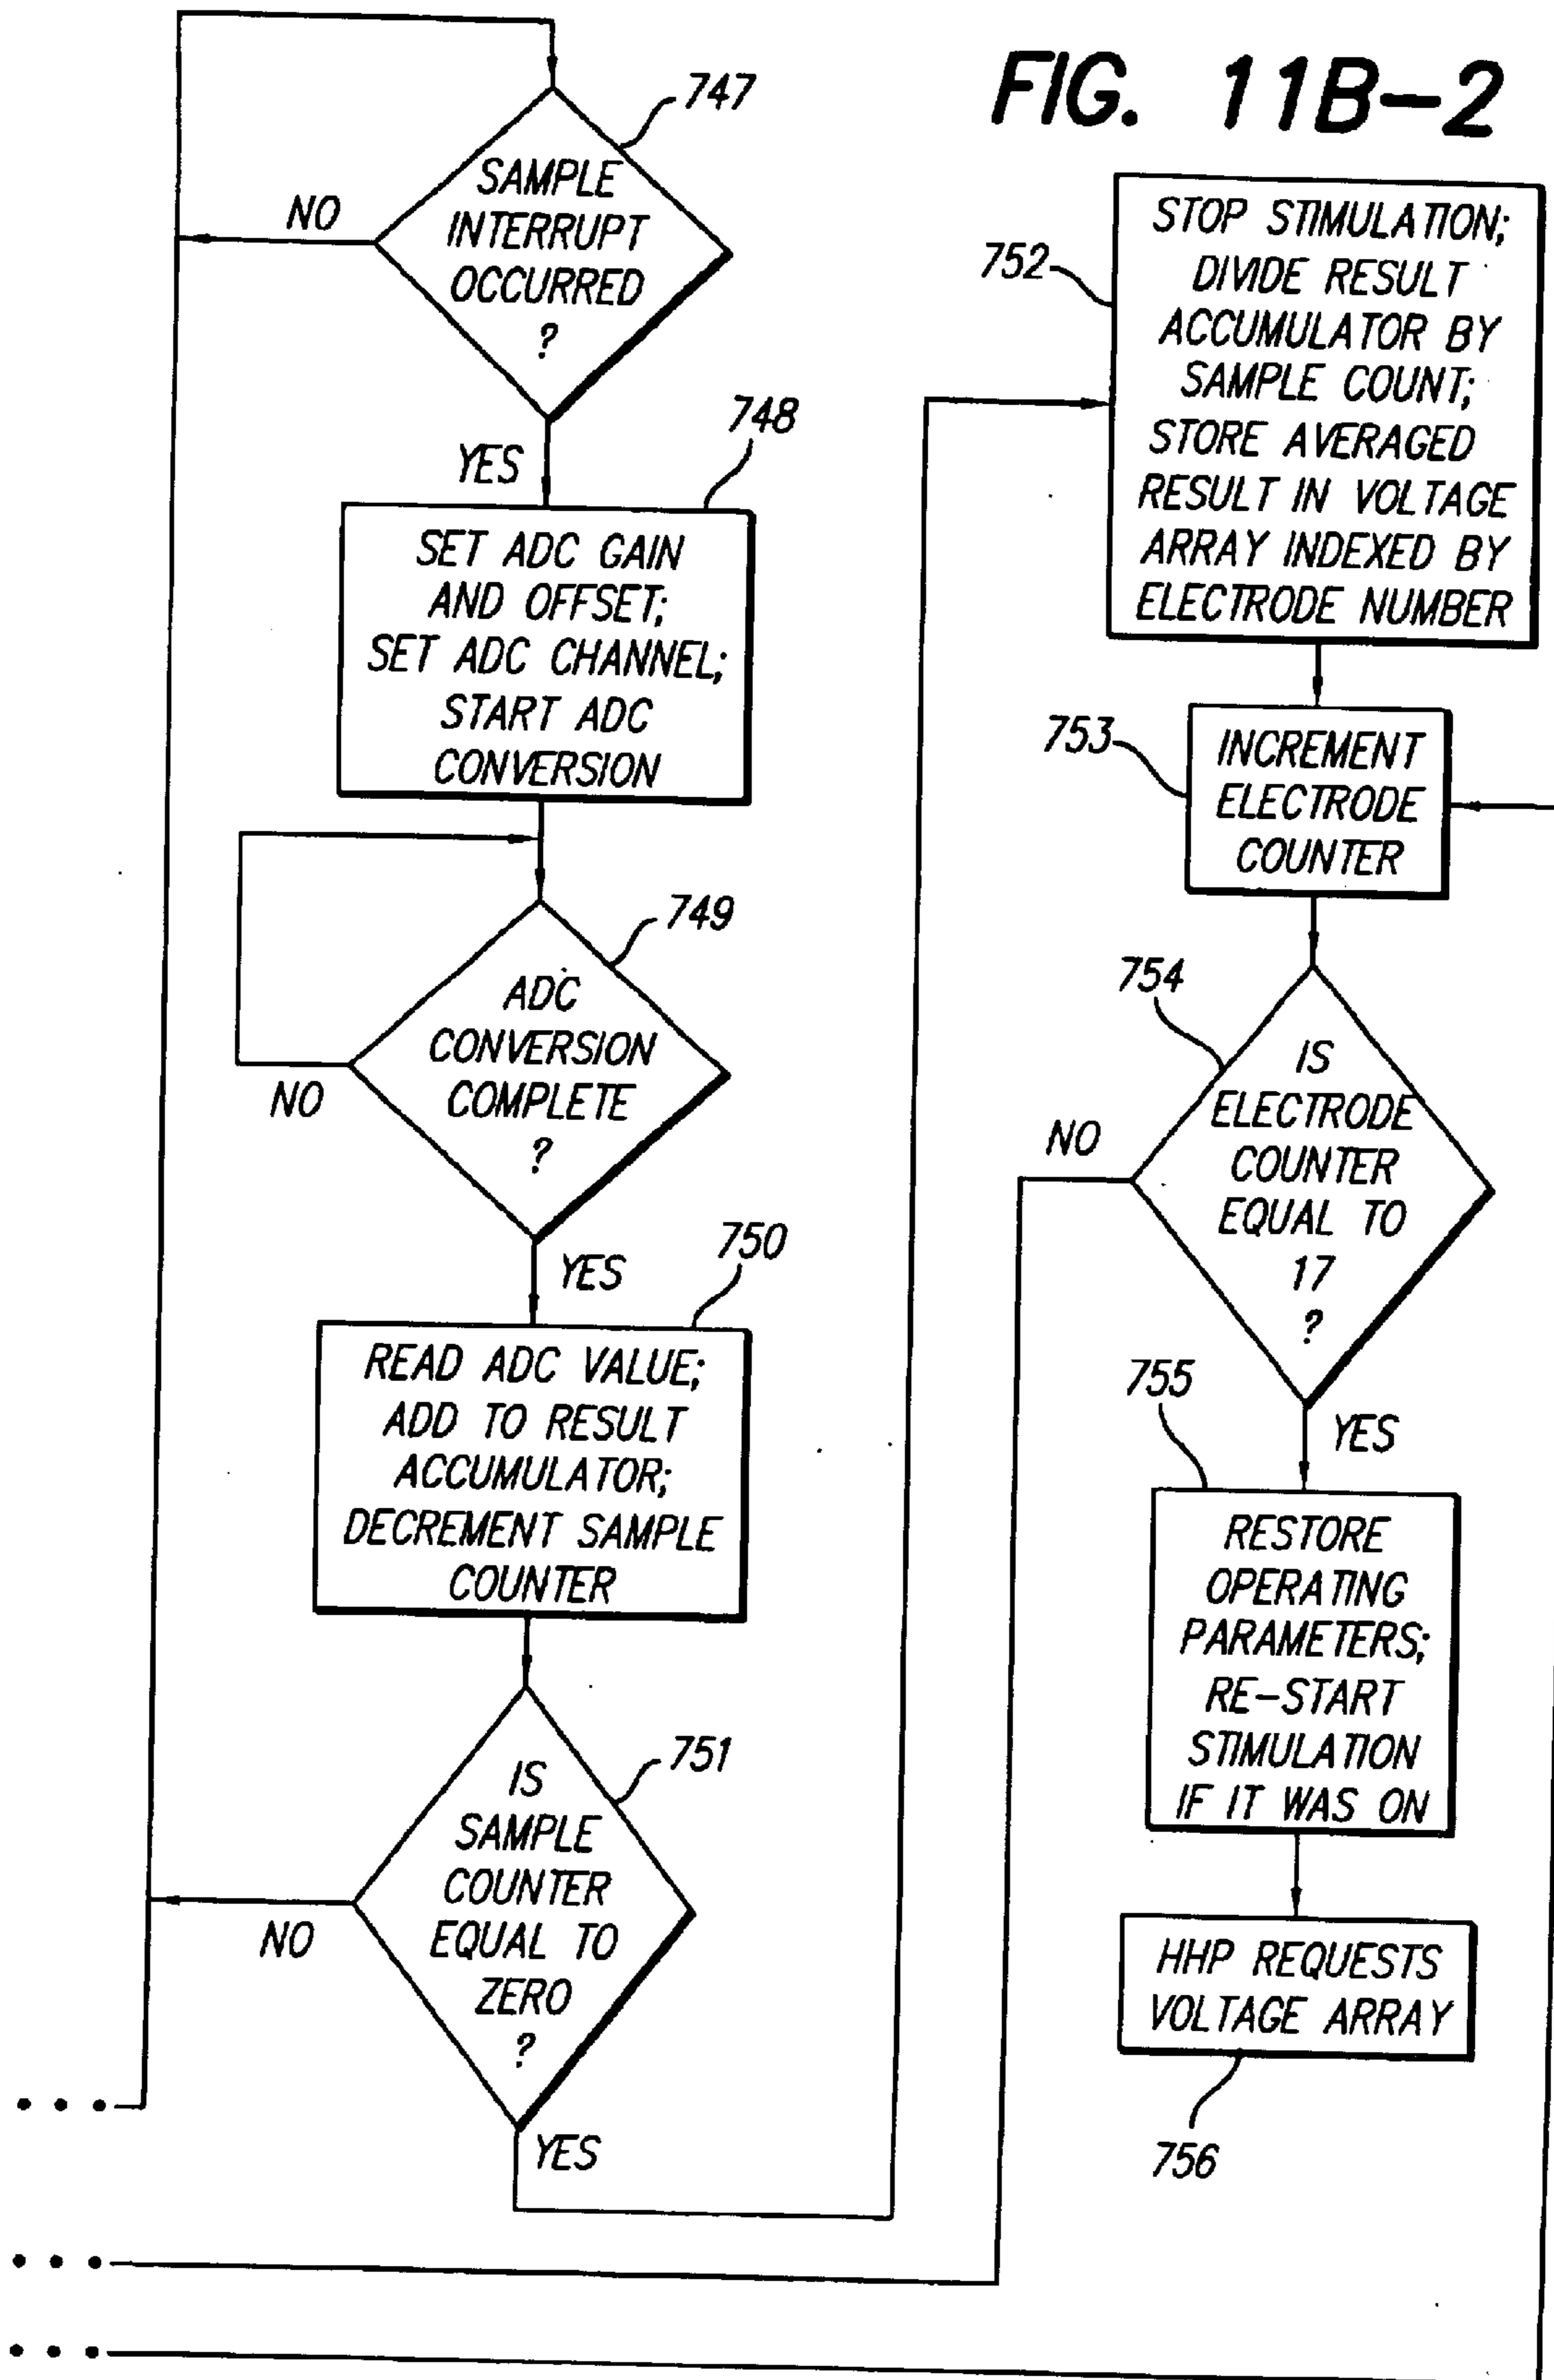 FIG. 11B-2
747
SAMPLE
INTERRUPT
OCCURRED
?
NO
YES
748
SET ADC GAIN
AND OFFSET;
SET ADC CHANNEL;
START ADC
CONVERSION
749
ADC
CONVERSION
COMPLETE
?
NO
YES
750
READ ADC VALUE;
ADD TO RESULT
ACCUMULATOR;
DECREMENT SAMPLE
COUNTER
751
IS
SAMPLE
COUNTER
EQUAL TO
ZERO
?
NO
YES
752
STOP STIMULATION;
DIVIDE RESULT
ACCUMULATOR BY
SAMPLE COUNT;
STORE AVERAGED
RESULT IN VOLTAGE
ARRAY INDEXED BY
ELECTRODE NUMBER
753
INCREMENT
ELECTRODE
COUNTER
754
IS
ELECTRODE
COUNTER
EQUAL TO
17
?
NO
YES
755
RESTORE
OPERATING
PARAMETERS;
RE-START
STIMULATION
IF IT WAS ON
HHP REQUESTS
VOLTAGE ARRAY
756